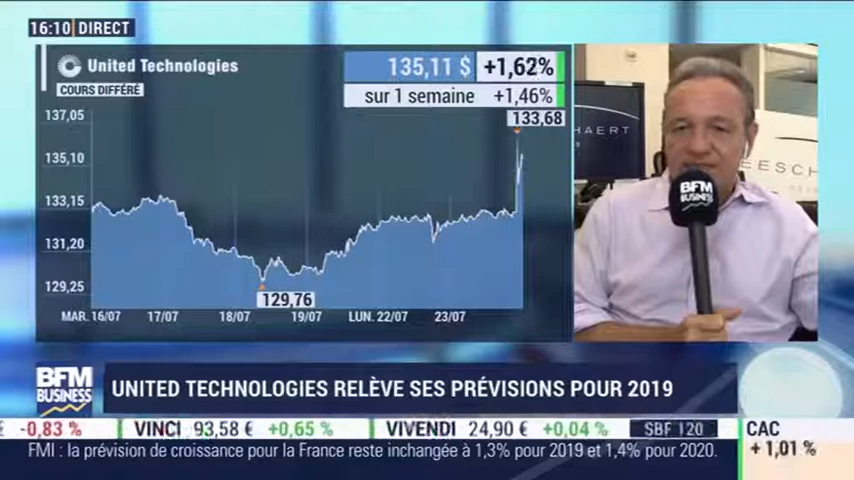 16:10 DIRECT
United Technologies
COURS DIFFÉRÉ
135,11 $ +1,62%
sur 1 semaine +1,46%
133,68
137,05
135,10
133,15
131,20
129,25
129,76
MAR. 16/07 17/07 18/07 19/07 LUN. 22/07 23/07
BFM
BUSINESS
BFM
BUSINESS
UNITED TECHNOLOGIES RELÈVE SES PRÉVISIONS POUR 2019
€ -0,83 % VINCI 93,58 € +0,65 % VIVENDI 24,90 € +0,04 % SBF 120
CAC
+1,01 %
FMI : la prévision de croissance pour la France reste inchangée à 1,3% pour 2019 et 1,4% pour 2020.